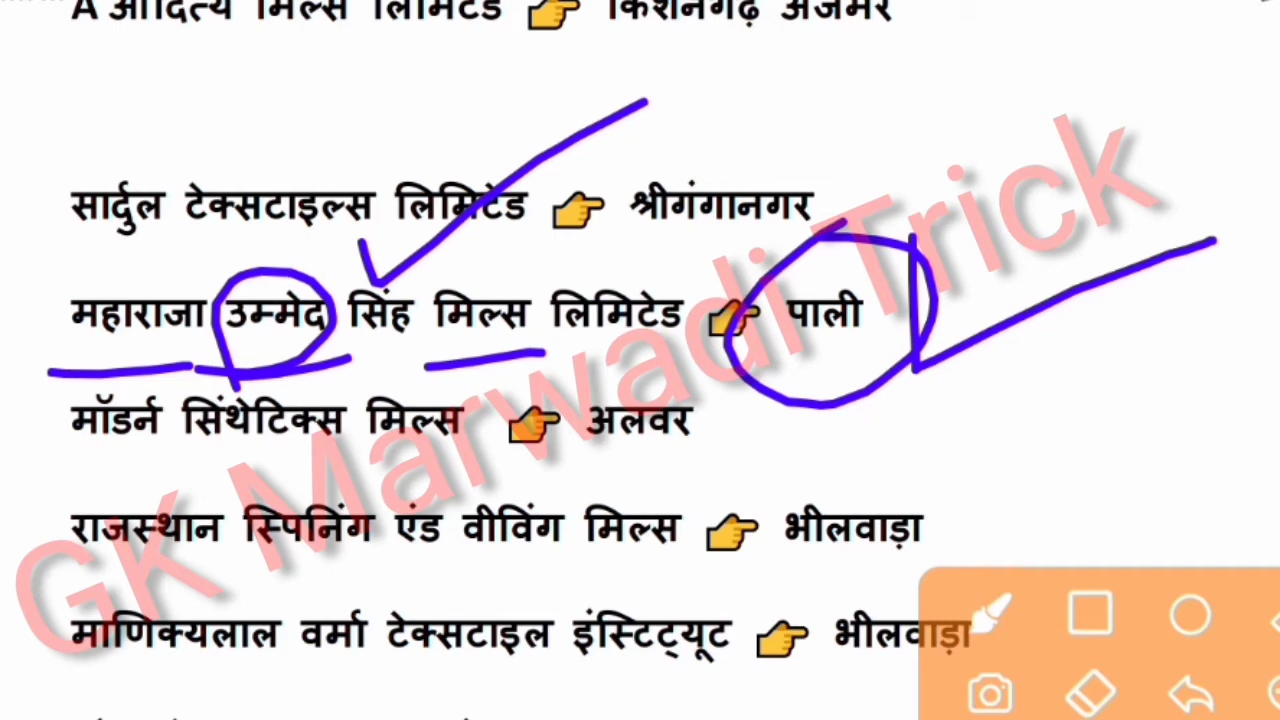 A आदित्य मिल्स लिमिटेड 👉 किशनगढ़ अजमेर
सार्दुल टेक्सटाइल्स लिमिटेड 👉 श्रीगंगानगर
महाराजा उम्मेद सिंह मिल्स लिमिटेड 👉 पाली
मॉडर्न सिंथेटिक्स मिल्स 👉 अलवर
राजस्थान स्पिनिंग एंड वीविंग मिल्स 👉 भीलवाड़ा
माणिक्यलाल वर्मा टेक्सटाइल इंस्टिट्यूट 👉 भीलवाड़ा
GK Marwadi Trick